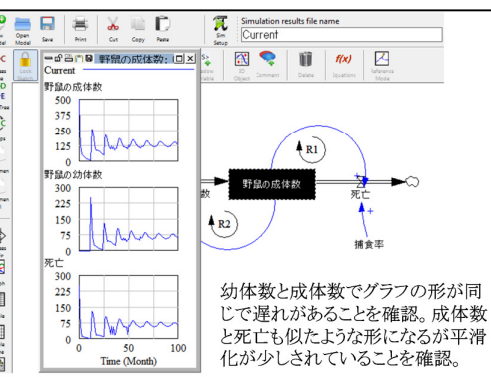 Simulation results file name
Open
Model
Save
Print
Cut
Copy
Paste
Sim
Setup
Current
Lock
野鼠の成体数:
Current
野鼠の成体数
500
375
250
125
0
野鼠の幼体数
300
225
150
75
0
死亡
300
225
150
75
0
0 50 100
Time (Month)
IO
Object
Comment
Delete
f(x)
Equations
Reference
Mode
R1
数
野鼠の成体数
死亡
+
+
R2
捕食率
幼体数と成体数でグラフの形が同
じで遅れがあることを確認。成体数
と死亡も似たような形になるが平滑
化が少しされていることを確認。